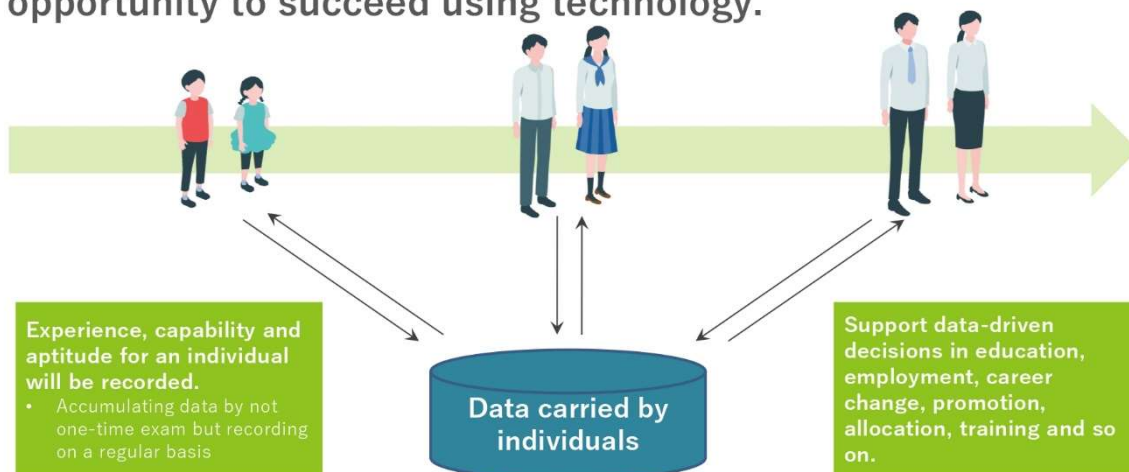 opportunity to succeed using technology.
Experience, capability and
aptitude for an individual
will be recorded.
• Accumulating data by not
one-time exam but recording
on a regular basis
Data carried by
individuals
Support data-driven
decisions in education,
employment, career
change, promotion,
allocation, training and so
on.